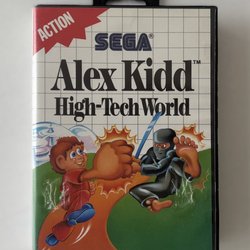 ACTION
SEGA
Alex Kidd™
High-Tech World